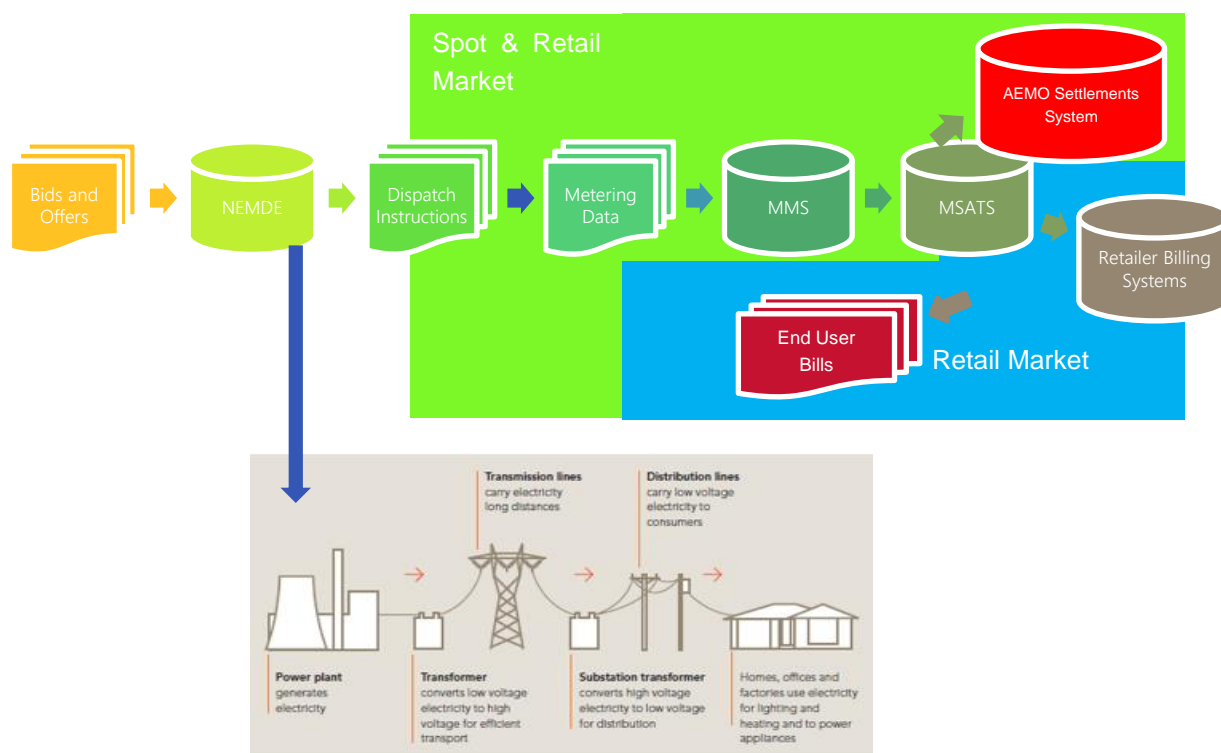 Spot & Retail
Market
AEMO Settlements
System
Bids and
Offers
NEMDE
Dispatch
Instructions
Metering
Data
MMS
MSATS
Retailer Billing
Systems
End User
Bills
Retail Market
Transmission lines
carry electricity
long distances
Distribution lines
carry low voltage
electricity to
consumers
Power plant
generates
electricity
Transformer
converts low voltage
electricity to high
voltage for efficient
transport
Substation transformer
converts high voltage
electricity to low voltage
for distribution
Homes, offices and
factories use electricity
for lighting and
heating and to power
appliances